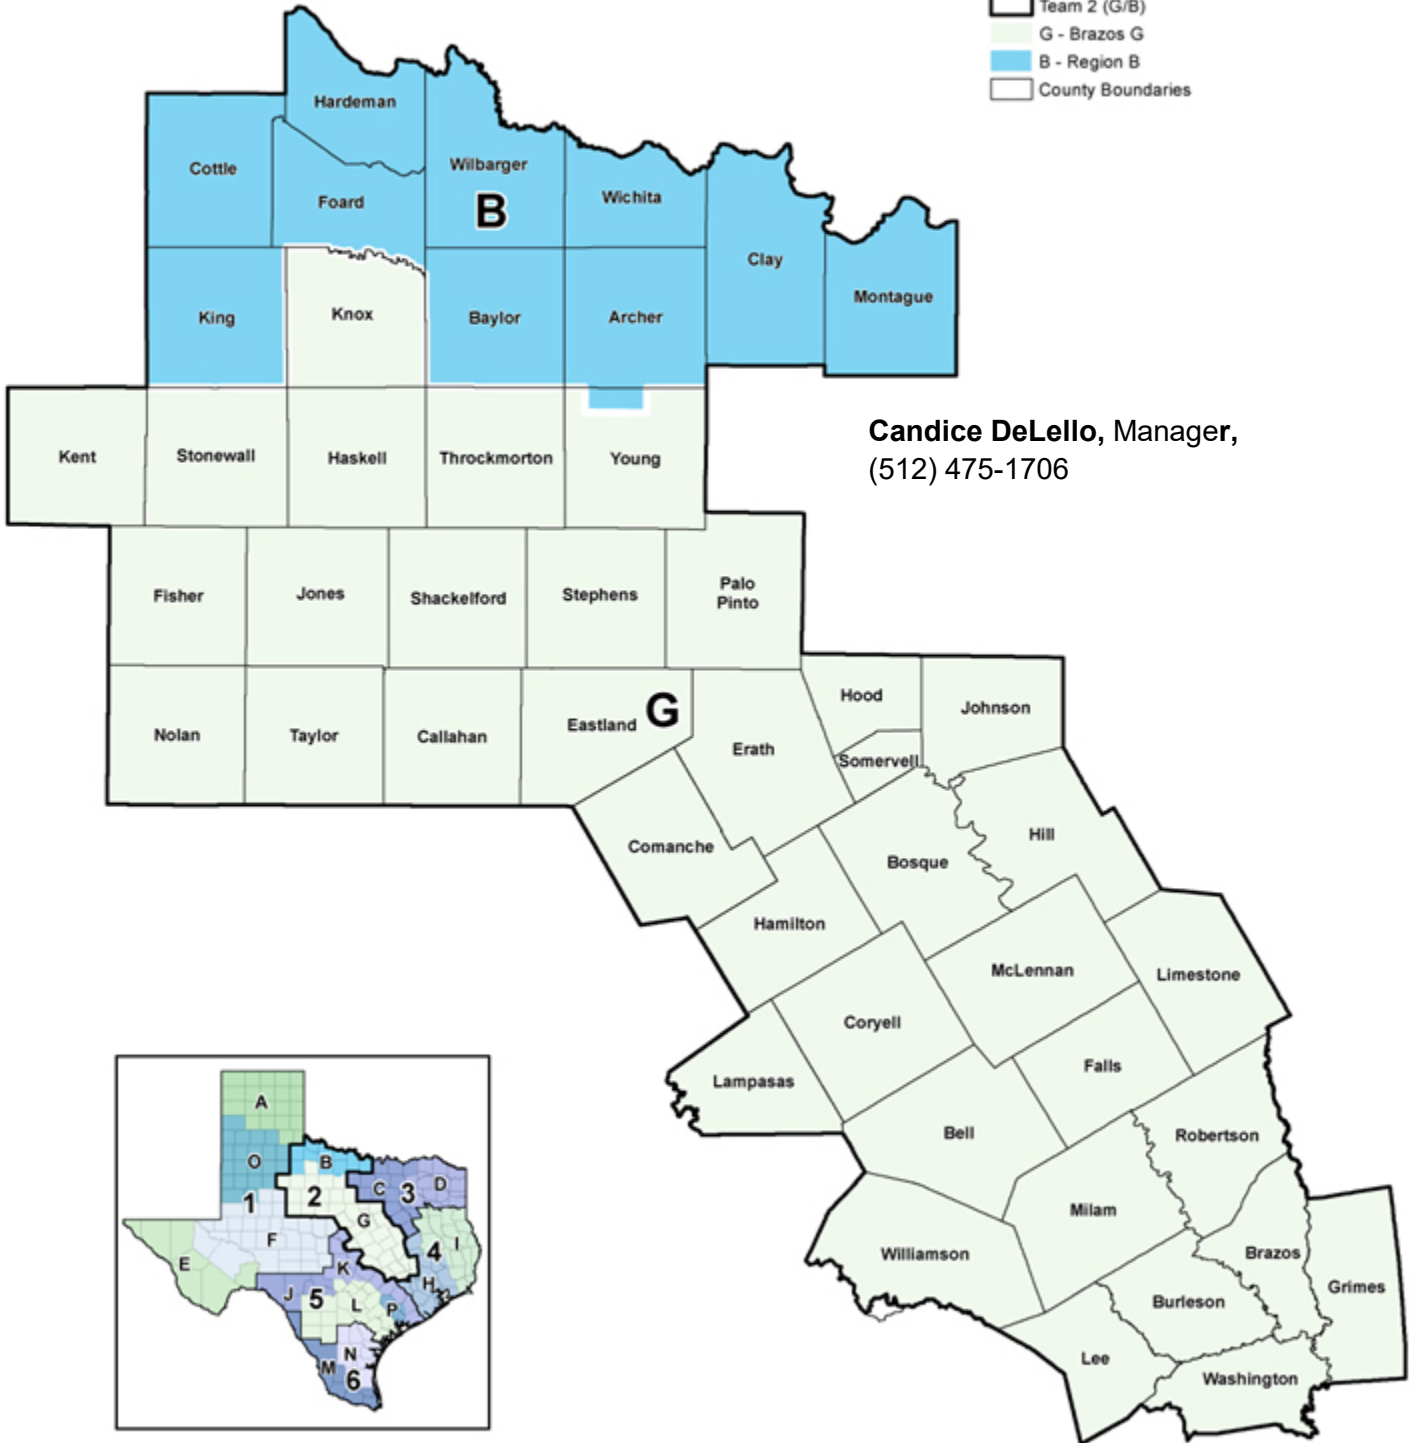 Team 2 (G/B)
G - Brazos G
B - Region B
County Boundaries
Hardeman
Cottle
Wilbarger
Foard
Wichita
B
Clay
Montague
King
Knox
Baylor
Archer
Candice DeLello, Manager,
(512) 475-1706
Kent
Stonewall
Haskell
Throckmorton
Young
Fisher
Jones
Shackelford
Stephens
Palo
Pinto
Nolan
Taylor
Callahan
Eastland
G
Erath
Hood
Johnson
Somervell
Comanche
Bosque
Hill
Hamilton
McLennan
Limestone
Coryell
Lampasas
Falls
Bell
Robertson
Milam
Williamson
Brazos
Grimes
Burleson
Lee
Washington
A
O
B
C
3
D
1
2
G
F
4
I
E
K
H
J
5
L
P
N
M
6